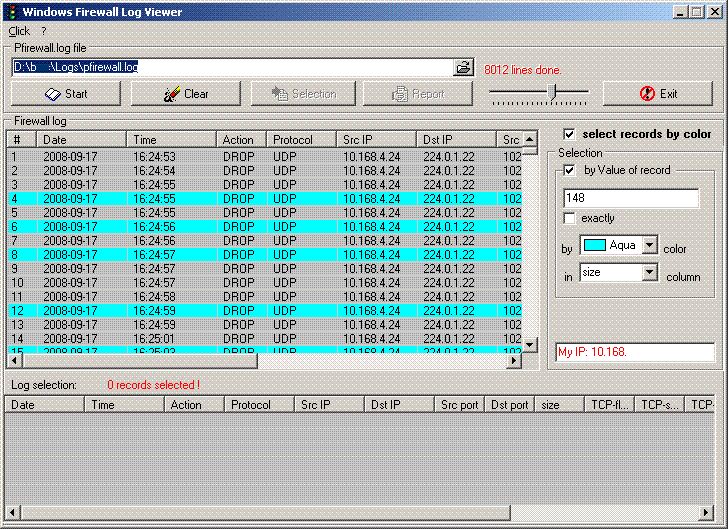 Windows Firewall Log Viewer
Click ?
Pfirewall.log file
D:\b :\Logs\pfirewall.log
8012 lines done.
Start Clear Selection Report Exit
Firewall log
select records by color
# Date Time Action Protocol Src IP Dst IP Src
1 2008-09-17 16:24:53 DROP UDP 10.168.4.24 224.0.1.22 102
2 2008-09-17 16:24:54 DROP UDP 10.168.4.24 224.0.1.22 102
3 2008-09-17 16:24:55 DROP UDP 10.168.4.24 224.0.1.22 102
4 2008-09-17 16:24:55 DROP UDP 10.168.4.24 224.0.1.22 102
5 2008-09-17 16:24:55 DROP UDP 10.168.4.24 224.0.1.22 102
6 2008-09-17 16:24:56 DROP UDP 10.168.4.24 224.0.1.22 102
7 2008-09-17 16:24:56 DROP UDP 10.168.4.24 224.0.1.22 102
8 2008-09-17 16:24:57 DROP UDP 10.168.4.24 224.0.1.22 102
9 2008-09-17 16:24:57 DROP UDP 10.168.4.24 224.0.1.22 102
10 2008-09-17 16:24:57 DROP UDP 10.168.4.24 224.0.1.22 102
11 2008-09-17 16:24:58 DROP UDP 10.168.4.24 224.0.1.22 102
12 2008-09-17 16:24:59 DROP UDP 10.168.4.24 224.0.1.22 102
13 2008-09-17 16:24:59 DROP UDP 10.168.4.24 224.0.1.22 102
14 2008-09-17 16:25:01 DROP UDP 10.168.4.24 224.0.1.22 102
15 2008-09-17 16:25:03 DROP UDP 10.168.4.24 224.0.1.22 102
Selection
by Value of record
148
exactly
by Aqua color
in size column
My IP: 10.168.
Log selection: 0 records selected !
Date Time Action Protocol Src IP Dst IP Src port Dst port size TCP-fl... TCP-s... TCP-